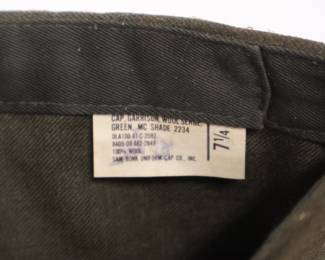 CAP, GARRISON, WOOL SERGE,
GREEN, MC SHADE 2234
100% WOOL
SAM BONK UNIFORM CAP CO., INC.
7 1/4